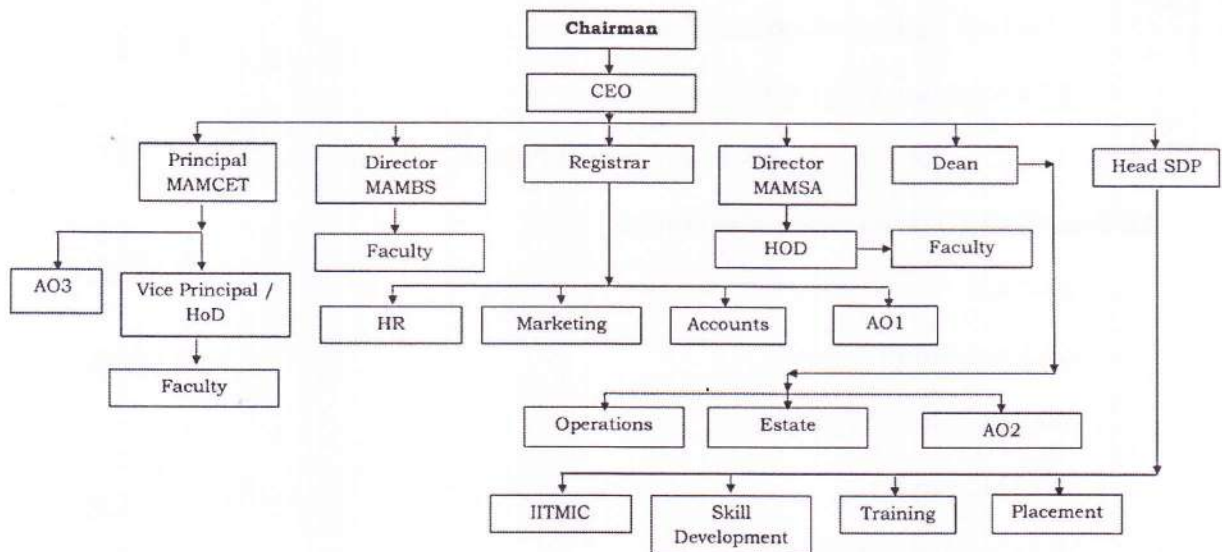 Chairman
CEO
Principal
MAMCET
Director
MAMBS
Registrar
Director
MAMSA
Dean
Head SDP
Faculty
HOD
Faculty
AO3
Vice Principal /
HoD
HR
Marketing
Accounts
AO1
Faculty
Operations
Estate
AO2
IITMIC
Skill
Development
Training
Placement